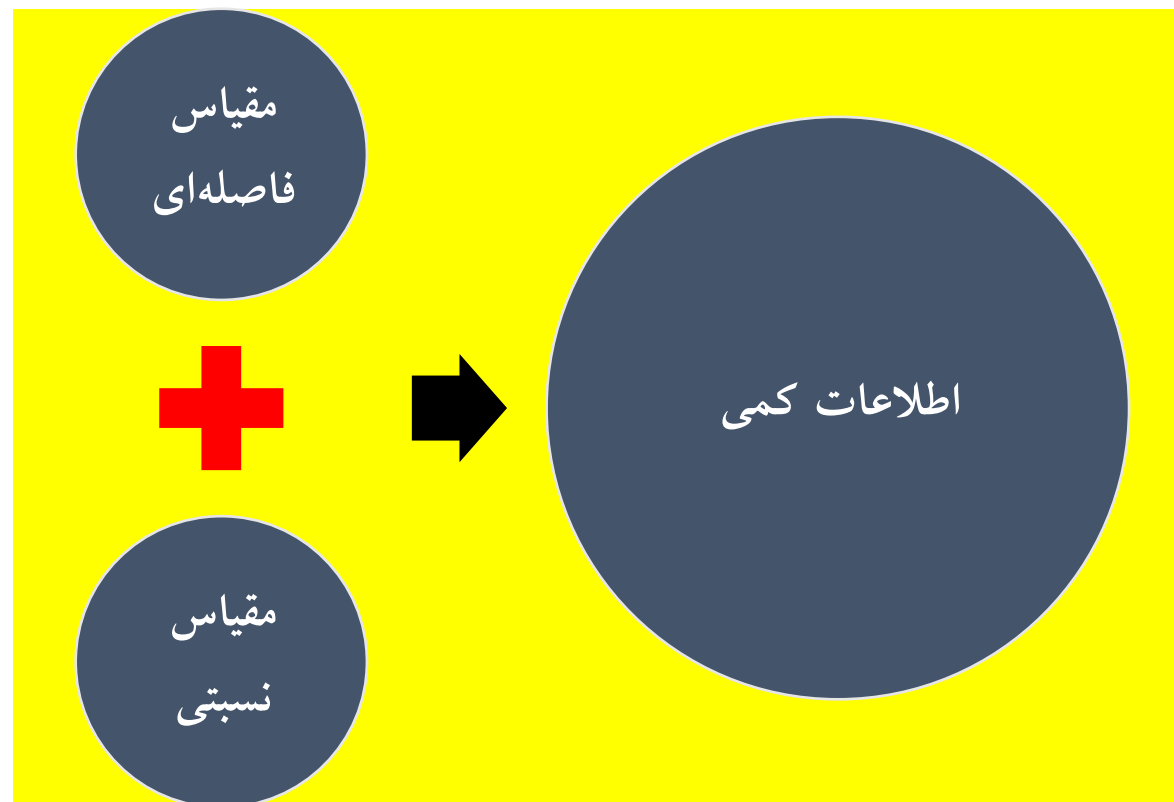 مقیاس
فاصله‌ای
مقیاس
نسبتی
اطلاعات کمی